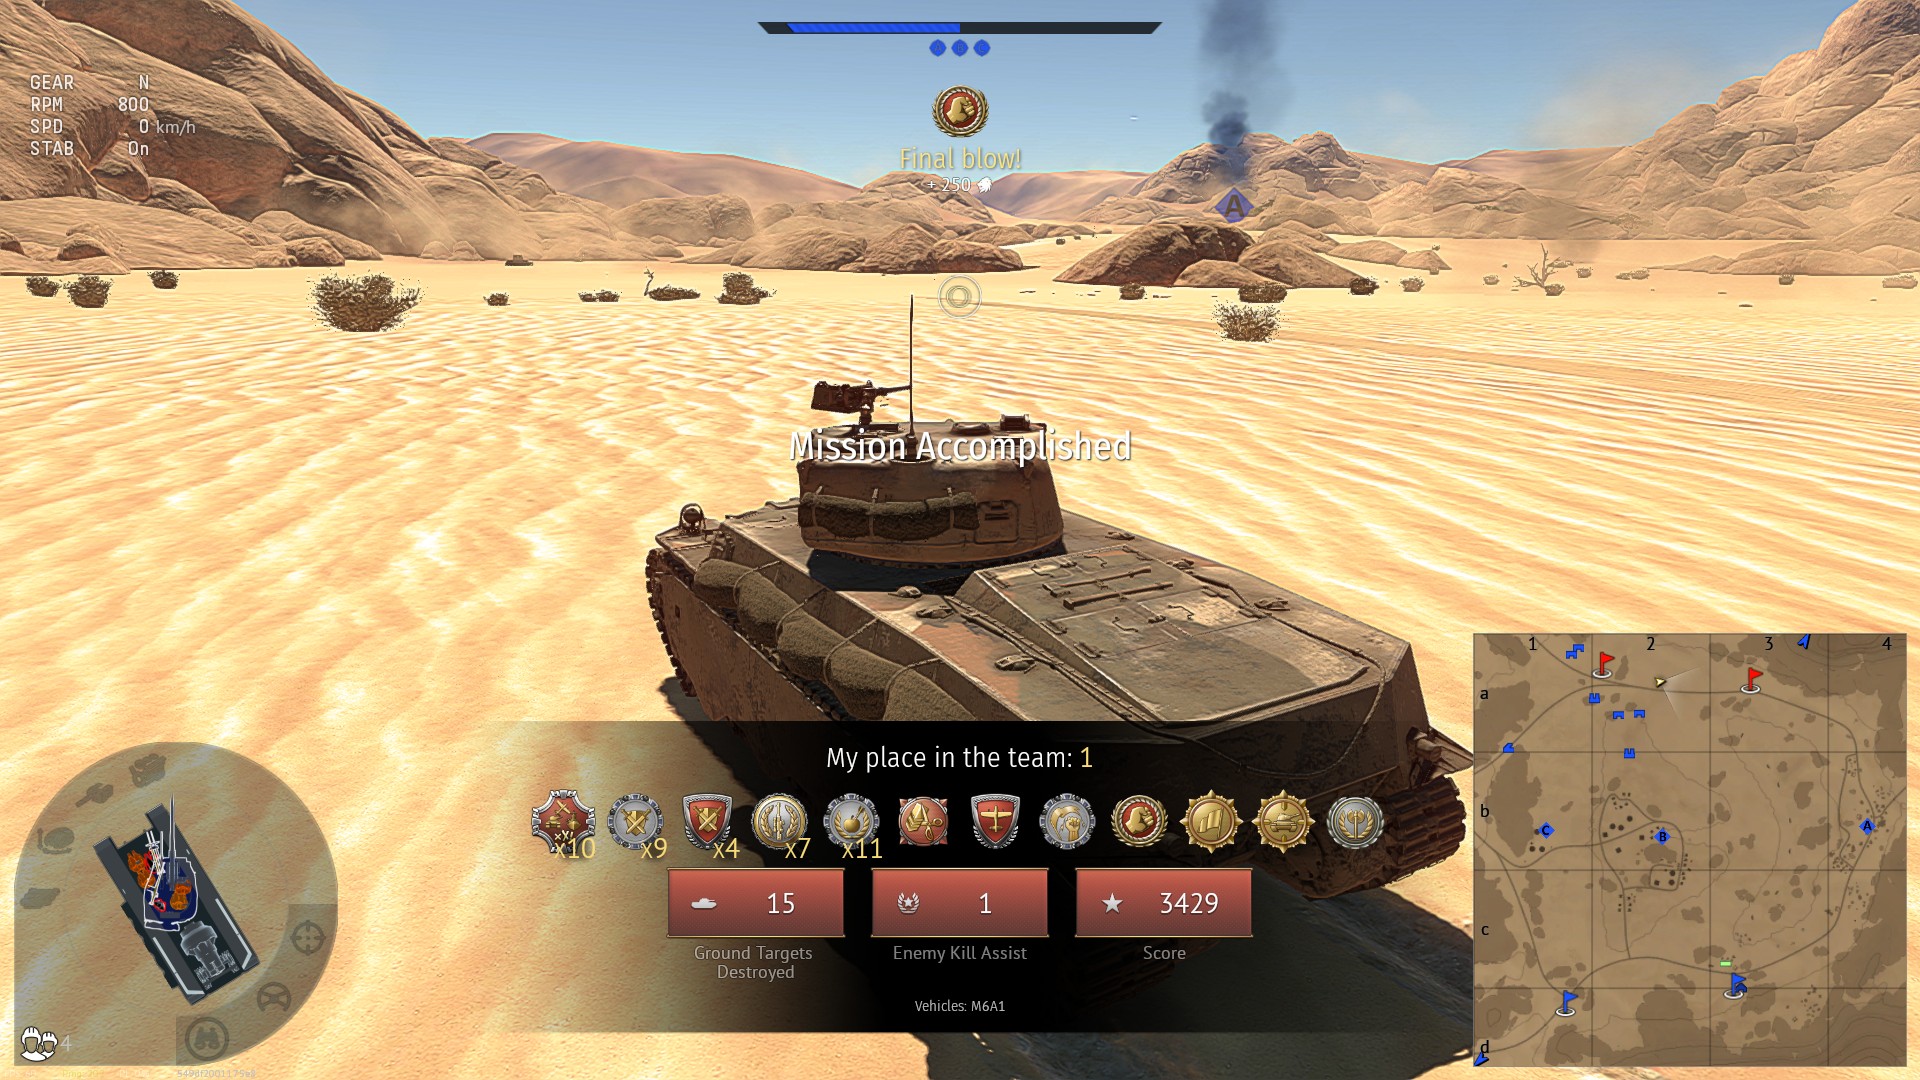 GEAR N
RPM 800
SPD 0 km/h
STAB On
Final blow!
+ 250
A
Mission Accomplished
My place in the team: 1
x10 x9 x4 x7 x11
15 1 3429
Ground Targets Destroyed
Enemy Kill Assist
Score
Vehicles: M6A1
4
1 2 3 4
a
b
C B A
c
d